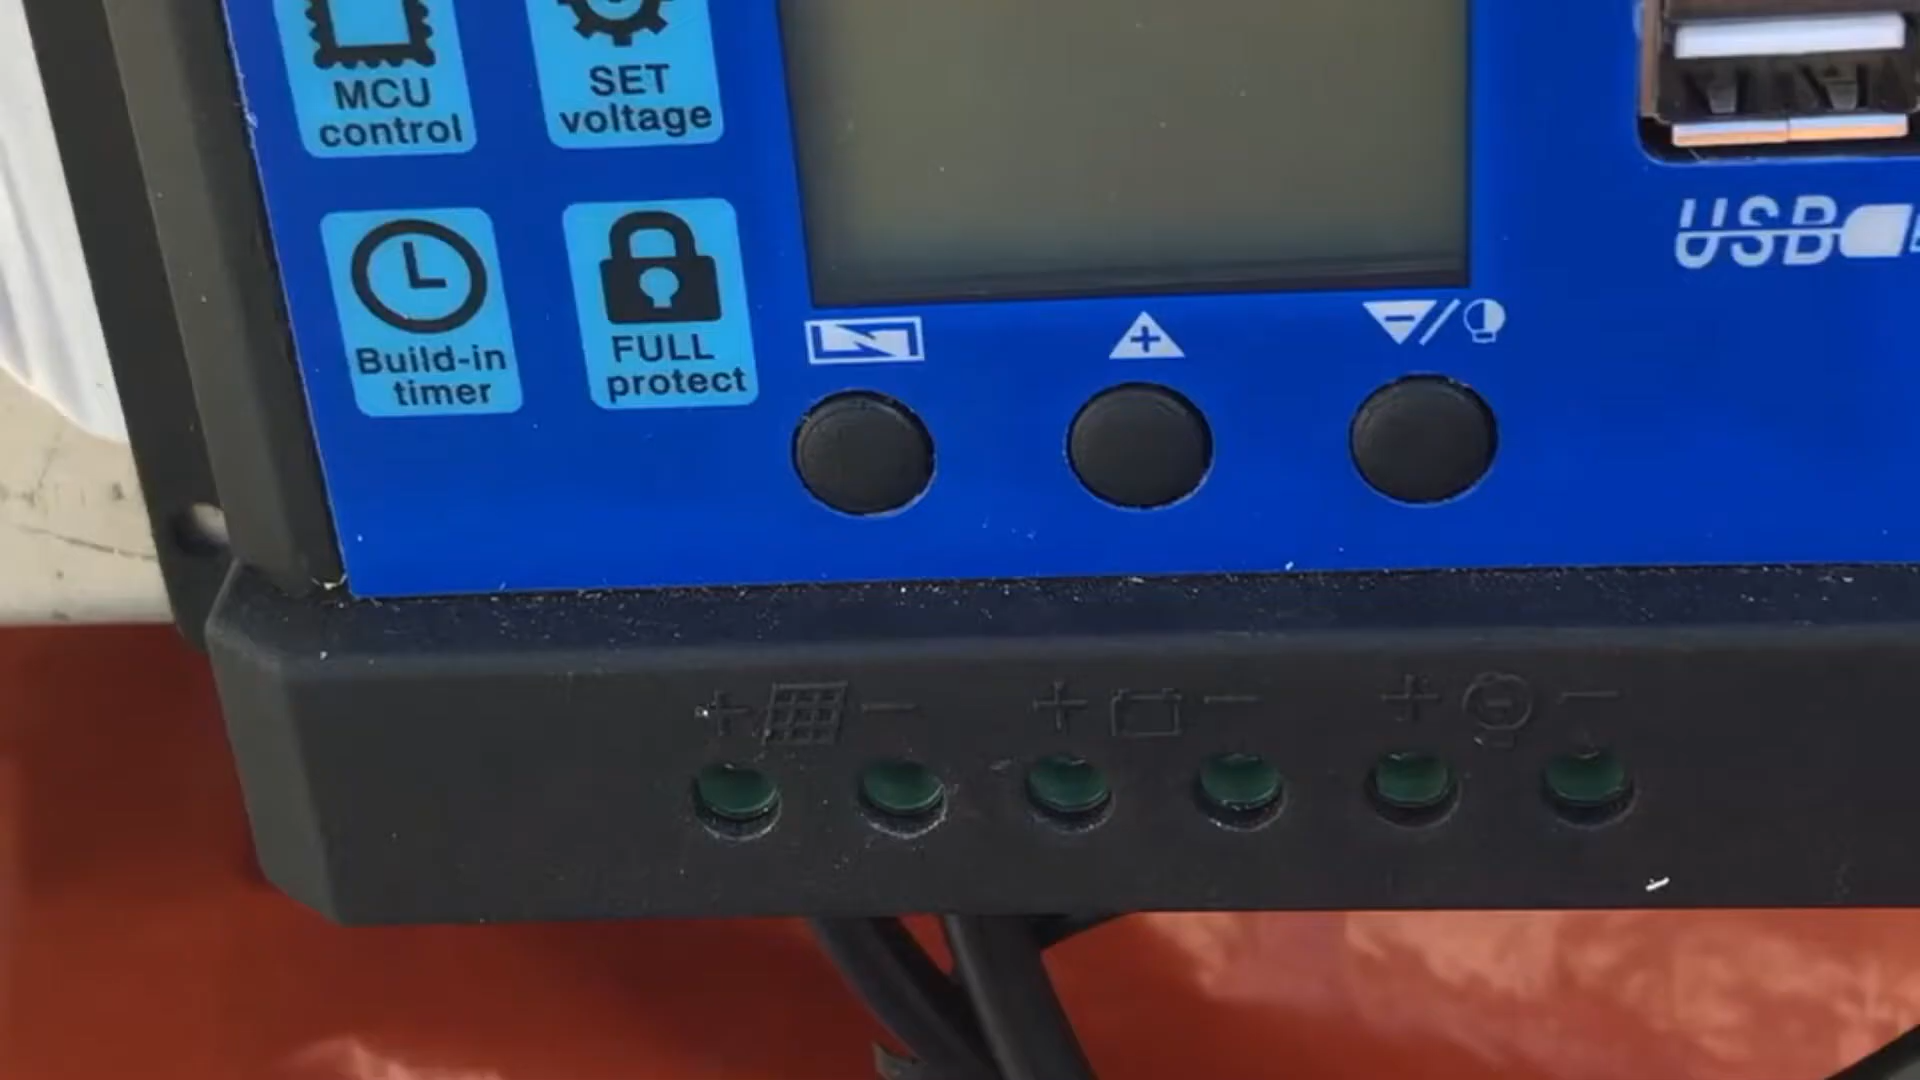 MCU
control
SET
voltage
Build-in
timer
FULL
protect
USB
+ −
+ −
+ −